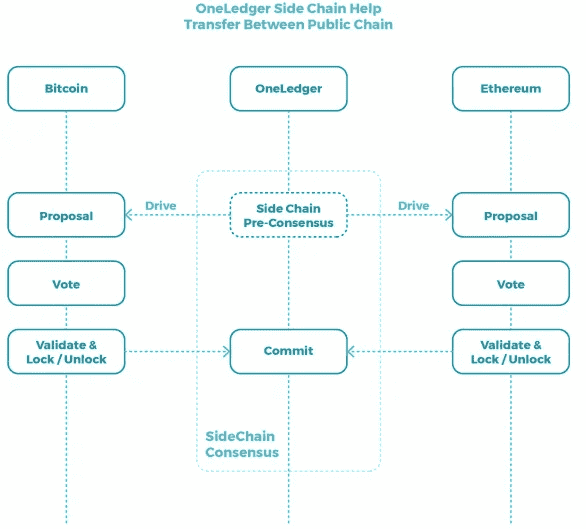 OneLedger Side Chain Help
Transfer Between Public Chain
Bitcoin
OneLedger
Ethereum
Drive
Drive
Proposal
Side Chain
Pre-Consensus
Proposal
Vote
Vote
Validate &
Lock / Unlock
Commit
Validate &
Lock / Unlock
SideChain
Consensus